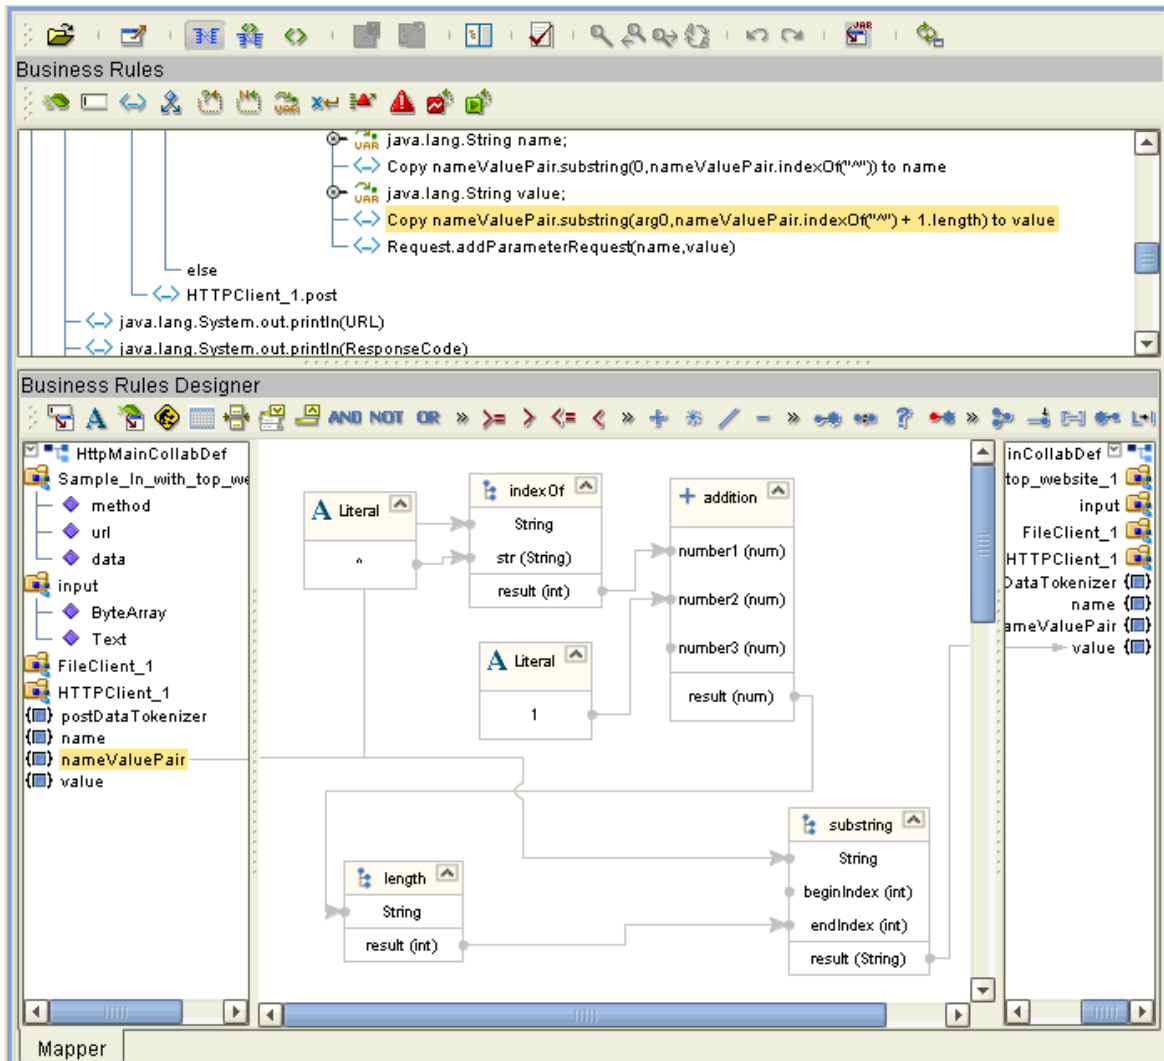 VAR
Business Rules
VAR
VAR java.lang.String name;
Copy nameValuePair.substring(0,nameValuePair.indexOf("^")) to name
VAR java.lang.String value;
Copy nameValuePair.substring(arg0,nameValuePair.indexOf("^") + 1.length) to value
Request.addParameterRequest(name,value)
else
HTTPClient_1.post
java.lang.System.out.println(URL)
java.lang.System.out.println(ResponseCode)
Business Rules Designer
A AND NOT OR » >= > <= < » + » ? »
HttpMainCollabDef
Sample_In_with_top_we
method
url
data
input
ByteArray
Text
FileClient_1
HTTPClient_1
{ } postDataTokenizer
{ } name
{ } nameValuePair
{ } value
A Literal
^
indexOf
String
str (String)
result (int)
+ addition
number1 (num)
number2 (num)
number3 (num)
result (num)
A Literal
1
length
String
result (int)
substring
String
beginIndex (int)
endIndex (int)
result (String)
inCollabDef
top_website_1
input
FileClient_1
HTTPClient_1
DataTokenizer { }
name { }
ameValuePair { }
value { }
Mapper